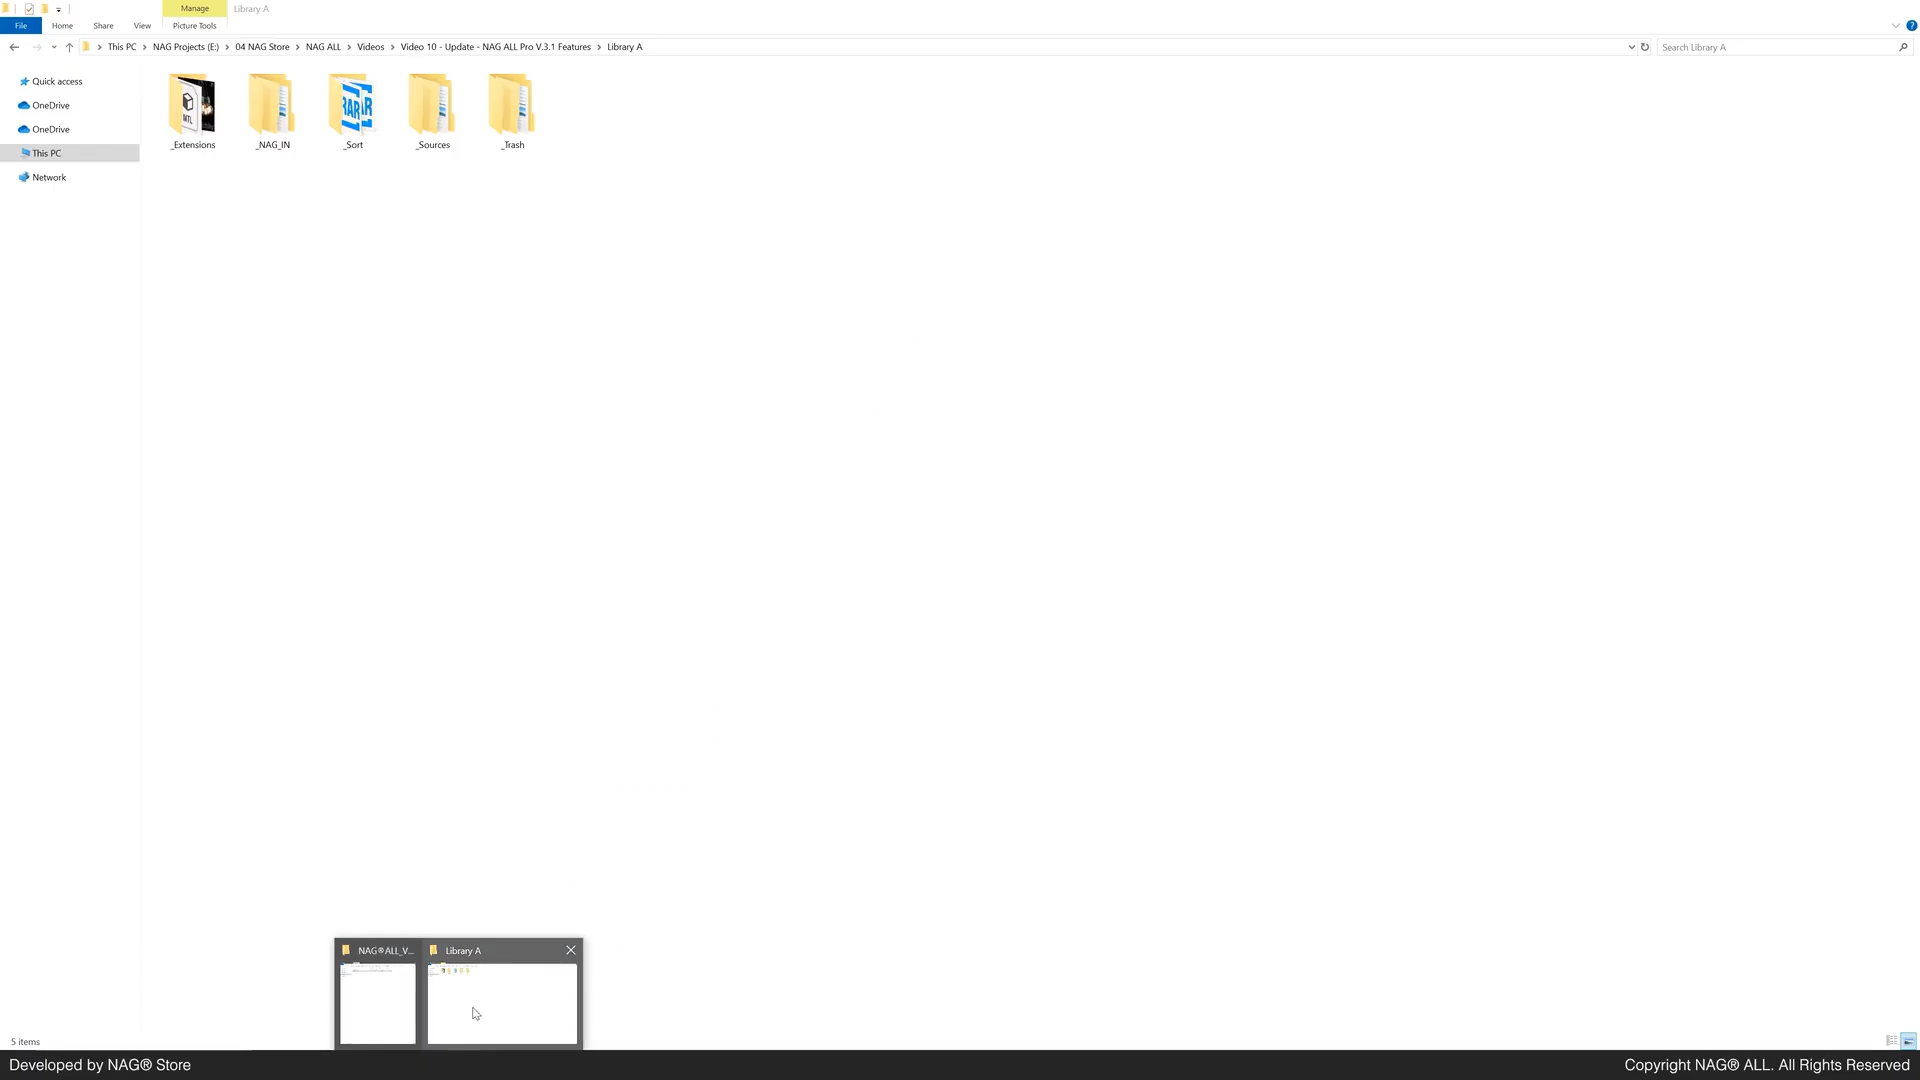 Manage
Library A
File
Home
Share
View
Picture Tools
This PC
NAG Projects (E:)
04 NAG Store
NAG ALL
Videos
Video 10 - Update - NAG ALL Pro V.3.1 Features
Library A
Search Library A
Quick access
OneDrive
OneDrive
This PC
Network
MTL
_Extensions
_NAG_IN
_Sort
_Sources
_Trash
NAG®ALL_V...
Library A
5 items
Developed by NAG® Store
Copyright NAG® ALL. All Rights Reserved